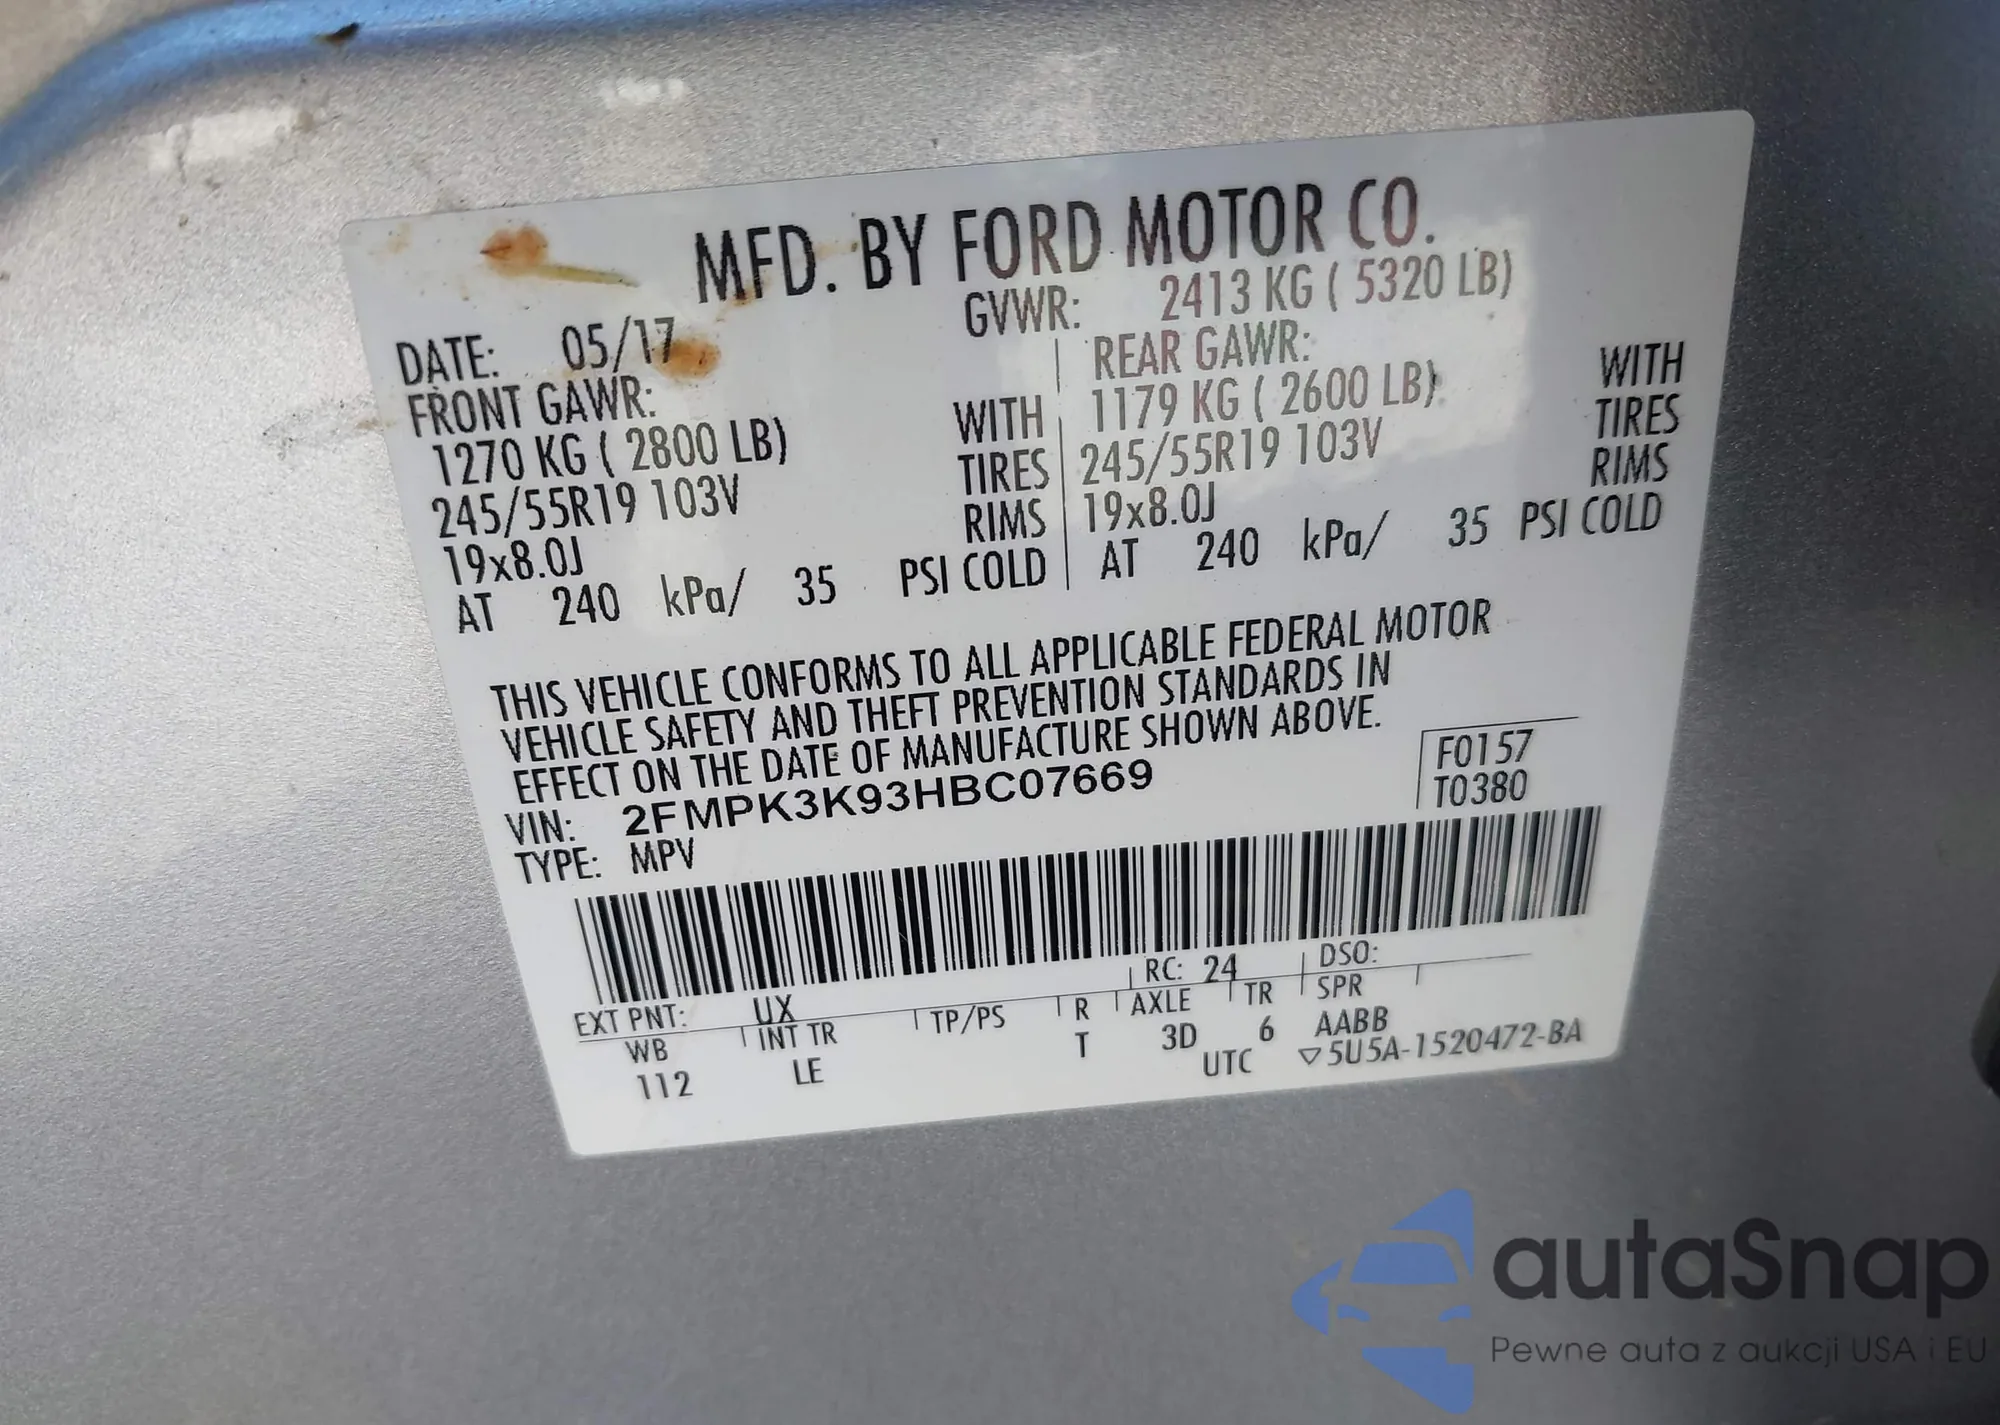 MFD. BY FORD MOTOR CO.
DATE: 05/17 GVWR: 2413 KG ( 5320 LB)
FRONT GAWR: REAR GAWR:
1270 KG ( 2800 LB) WITH 1179 KG ( 2600 LB) WITH
245/55R19 103V TIRES 245/55R19 103V TIRES
19x8.0J RIMS 19x8.0J RIMS
AT 240 kPa/ 35 PSI COLD AT 240 kPa/ 35 PSI COLD
THIS VEHICLE CONFORMS TO ALL APPLICABLE FEDERAL MOTOR
VEHICLE SAFETY AND THEFT PREVENTION STANDARDS IN
EFFECT ON THE DATE OF MANUFACTURE SHOWN ABOVE.
VIN: 2FMPK3K93HBC07669 F0157
TYPE: MPV T0380
EXT PNT: UX RC: 24 DSO:
WB INT TR TP/PS R AXLE TR SPR
112 LE T 3D 6 AABB
UTC ▽5U5A-1520472-BA
autaSnap
Pewne auta z aukcji USA i EU